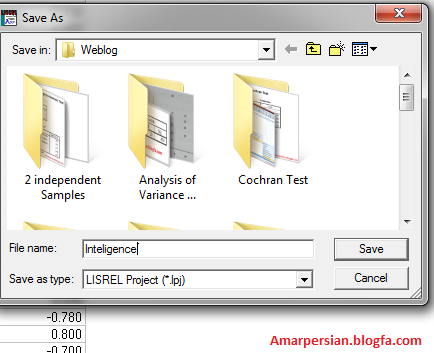 Save As
Save in:
Weblog
2 independent
Samples
Analysis of
Variance ...
Cochran Test
File name:
Inteligence
Save
Save as type:
LISREL Project (*.lpj)
Cancel
-0.780
0.800
-0.700
Amarpersian.blogfa.com